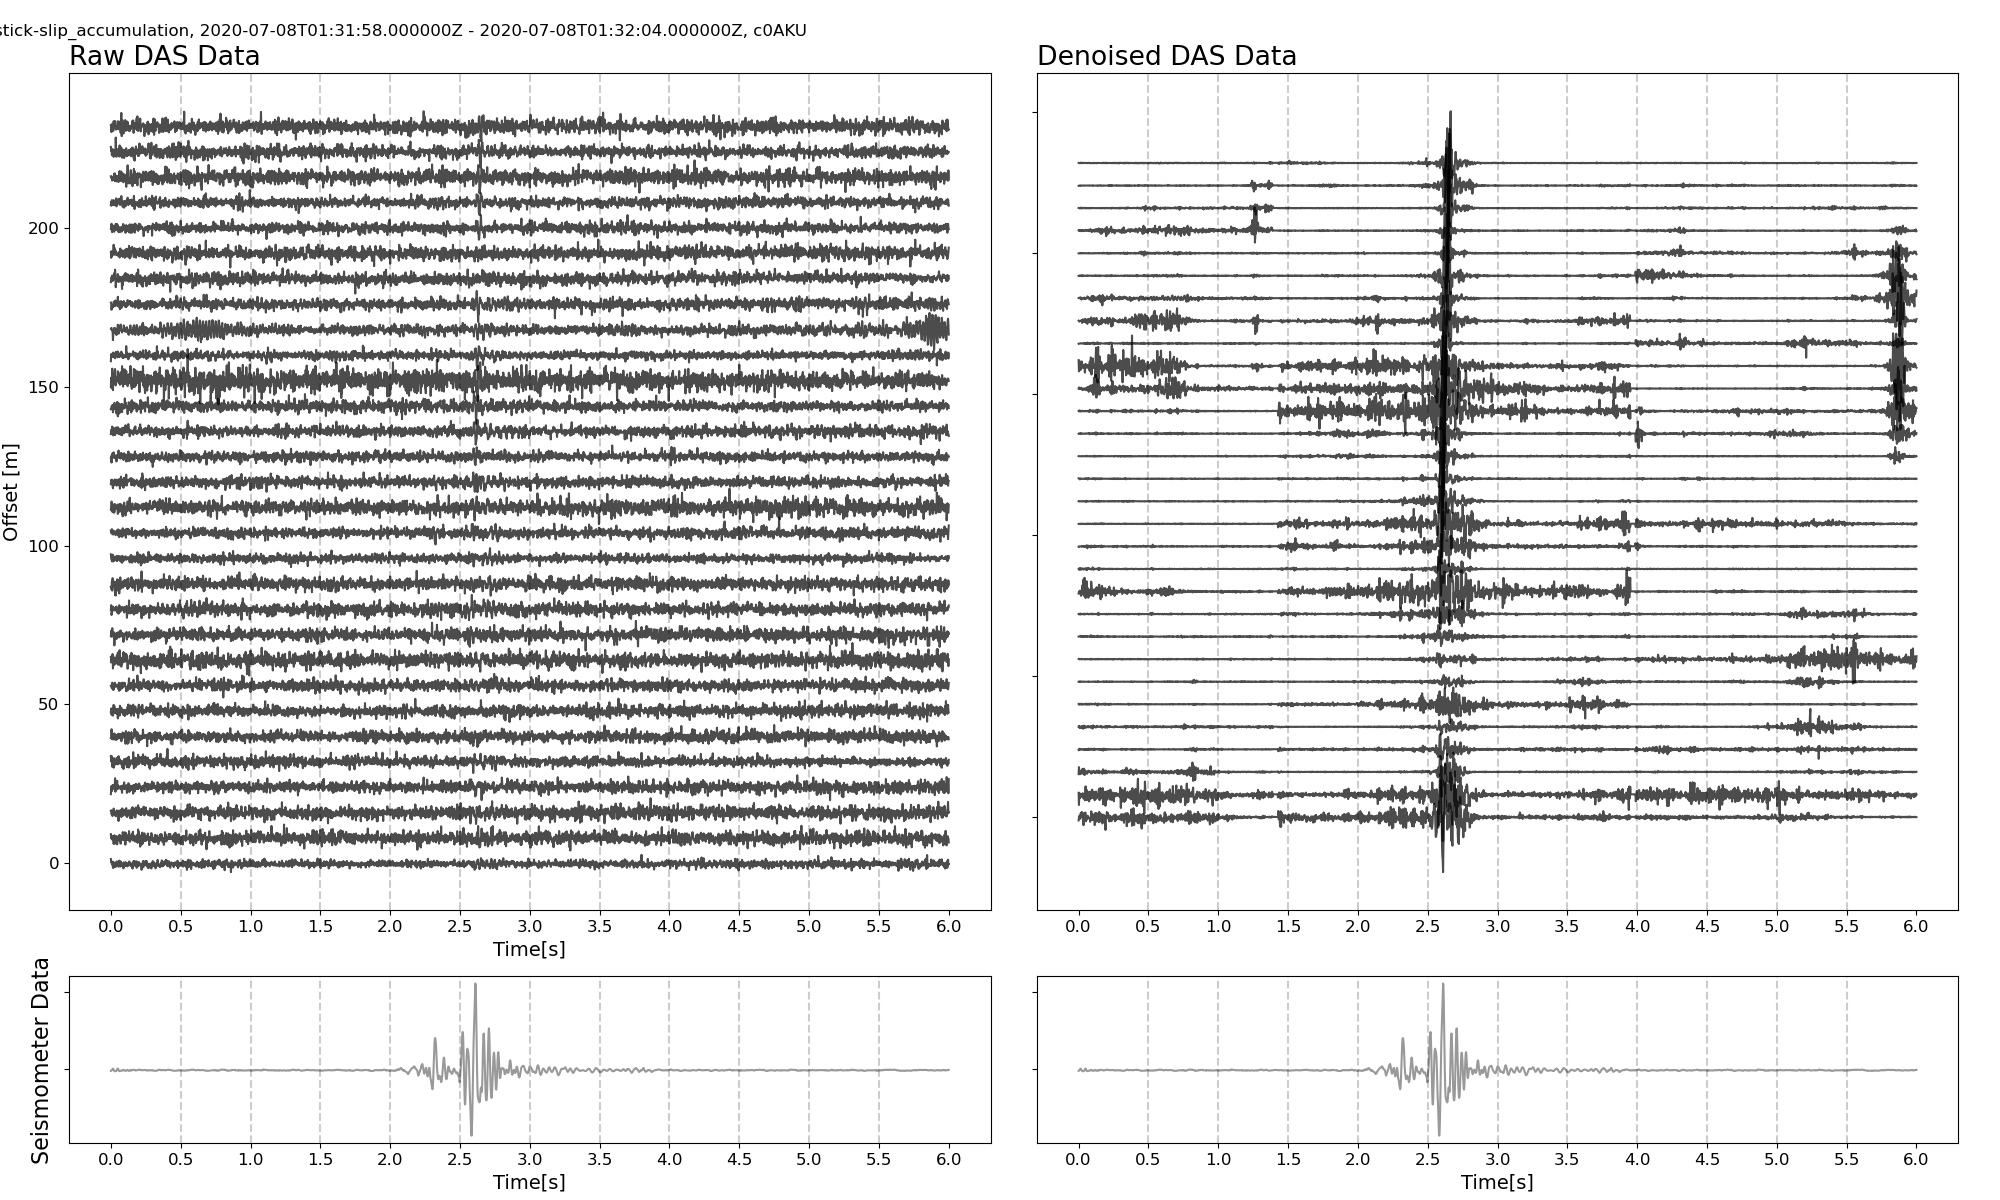 stick-slip_accumulation, 2020-07-08T01:31:58.000000Z - 2020-07-08T01:32:04.000000Z, c0AKU
Raw DAS Data
Denoised DAS Data
Offset [m]
200
150
100
50
0
0.0 0.5 1.0 1.5 2.0 2.5 3.0 3.5 4.0 4.5 5.0 5.5 6.0
Time[s]
0.0 0.5 1.0 1.5 2.0 2.5 3.0 3.5 4.0 4.5 5.0 5.5 6.0
Seismometer Data
0.0 0.5 1.0 1.5 2.0 2.5 3.0 3.5 4.0 4.5 5.0 5.5 6.0
Time[s]
0.0 0.5 1.0 1.5 2.0 2.5 3.0 3.5 4.0 4.5 5.0 5.5 6.0
Time[s]